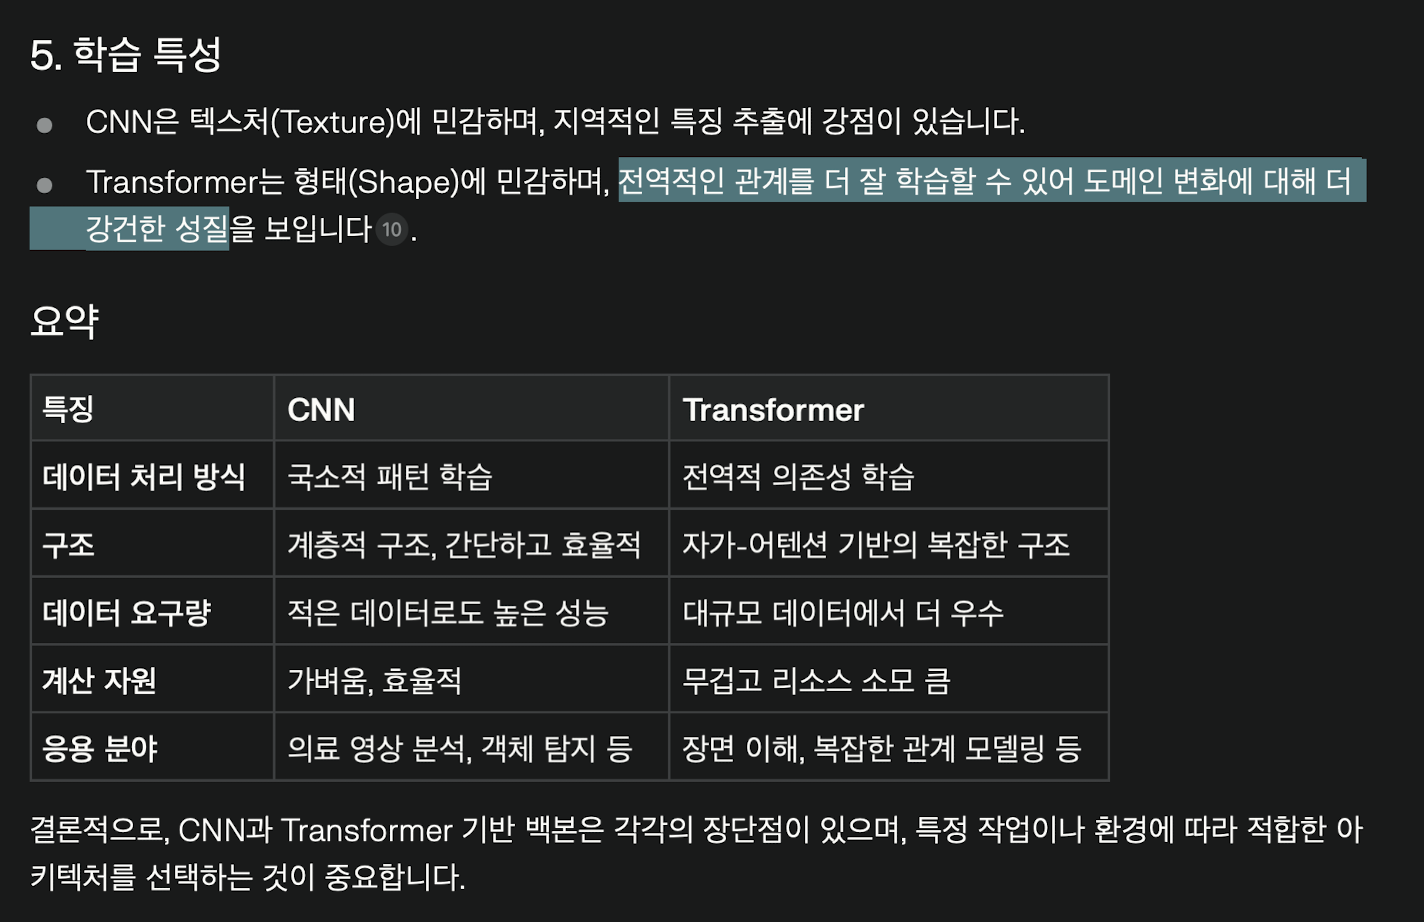 5. 학습 특성
CNN은 텍스처(Texture)에 민감하며, 지역적인 특징 추출에 강점이 있습니다.
Transformer는 형태(Shape)에 민감하며, 전역적인 관계를 더 잘 학습할 수 있어 도메인 변화에 대해 더
강건한 성질을 보입니다 10 .
요약
특징 CNN Transformer
데이터 처리 방식 국소적 패턴 학습 전역적 의존성 학습
구조 계층적 구조, 간단하고 효율적 자가-어텐션 기반의 복잡한 구조
데이터 요구량 적은 데이터로도 높은 성능 대규모 데이터에서 더 우수
계산 자원 가벼움, 효율적 무겁고 리소스 소모 큼
응용 분야 의료 영상 분석, 객체 탐지 등 장면 이해, 복잡한 관계 모델링 등
결론적으로, CNN과 Transformer 기반 백본은 각각의 장단점이 있으며, 특정 작업이나 환경에 따라 적합한 아
키텍처를 선택하는 것이 중요합니다.